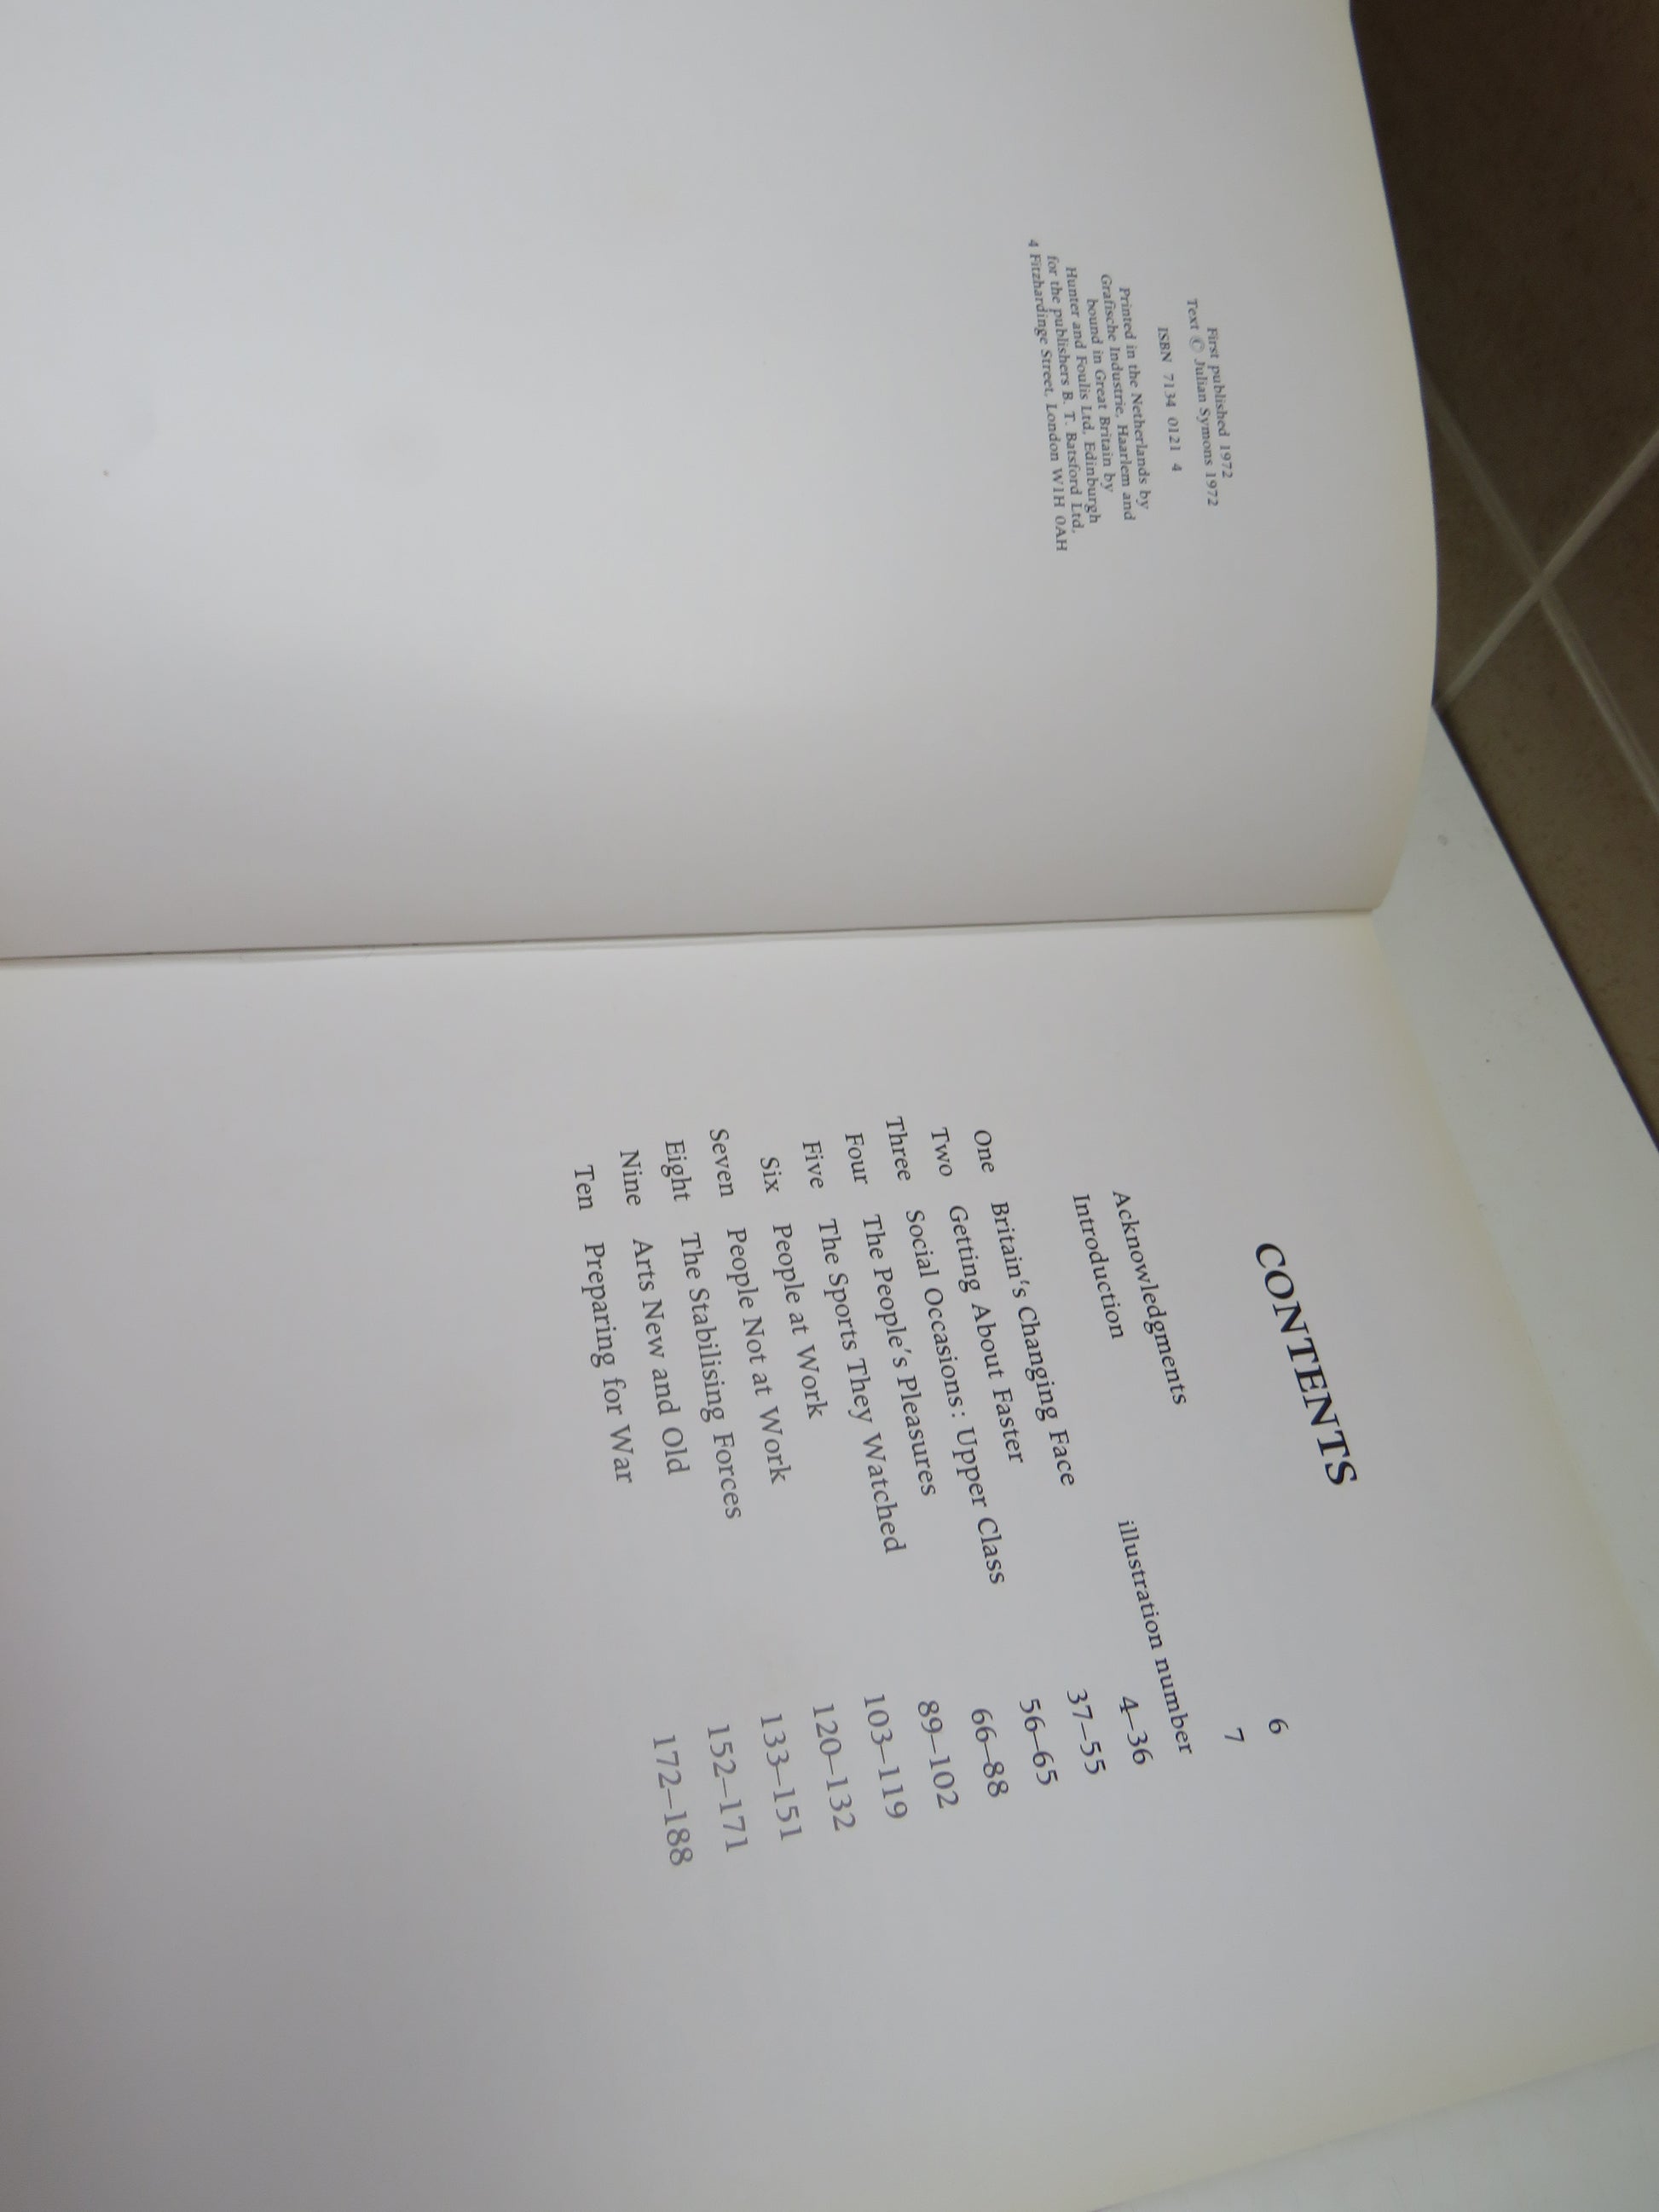 First published 1972
Text © Julian Symons 1972
ISBN 7134 0121 4
Printed in the Netherlands by
Grafische Industrie, Haarlem and
bound in Great Britain by
Hunter and Foulis Ltd, Edinburgh
for the publishers B. T. Batsford Ltd,
4 Fitzhardinge Street, London W1H 0AH
CONTENTS
Acknowledgments 6
Introduction 7
illustration number
One Britain's Changing Face 4–36
Two Getting About Faster 37–55
Three Social Occasions: Upper Class 56–65
Four The People's Pleasures 66–88
Five The Sports They Watched 89–102
Six People at Work 103–119
Seven People Not at Work 120–132
Eight The Stabilising Forces 133–151
Nine Arts New and Old 152–171
Ten Preparing for War 172–188